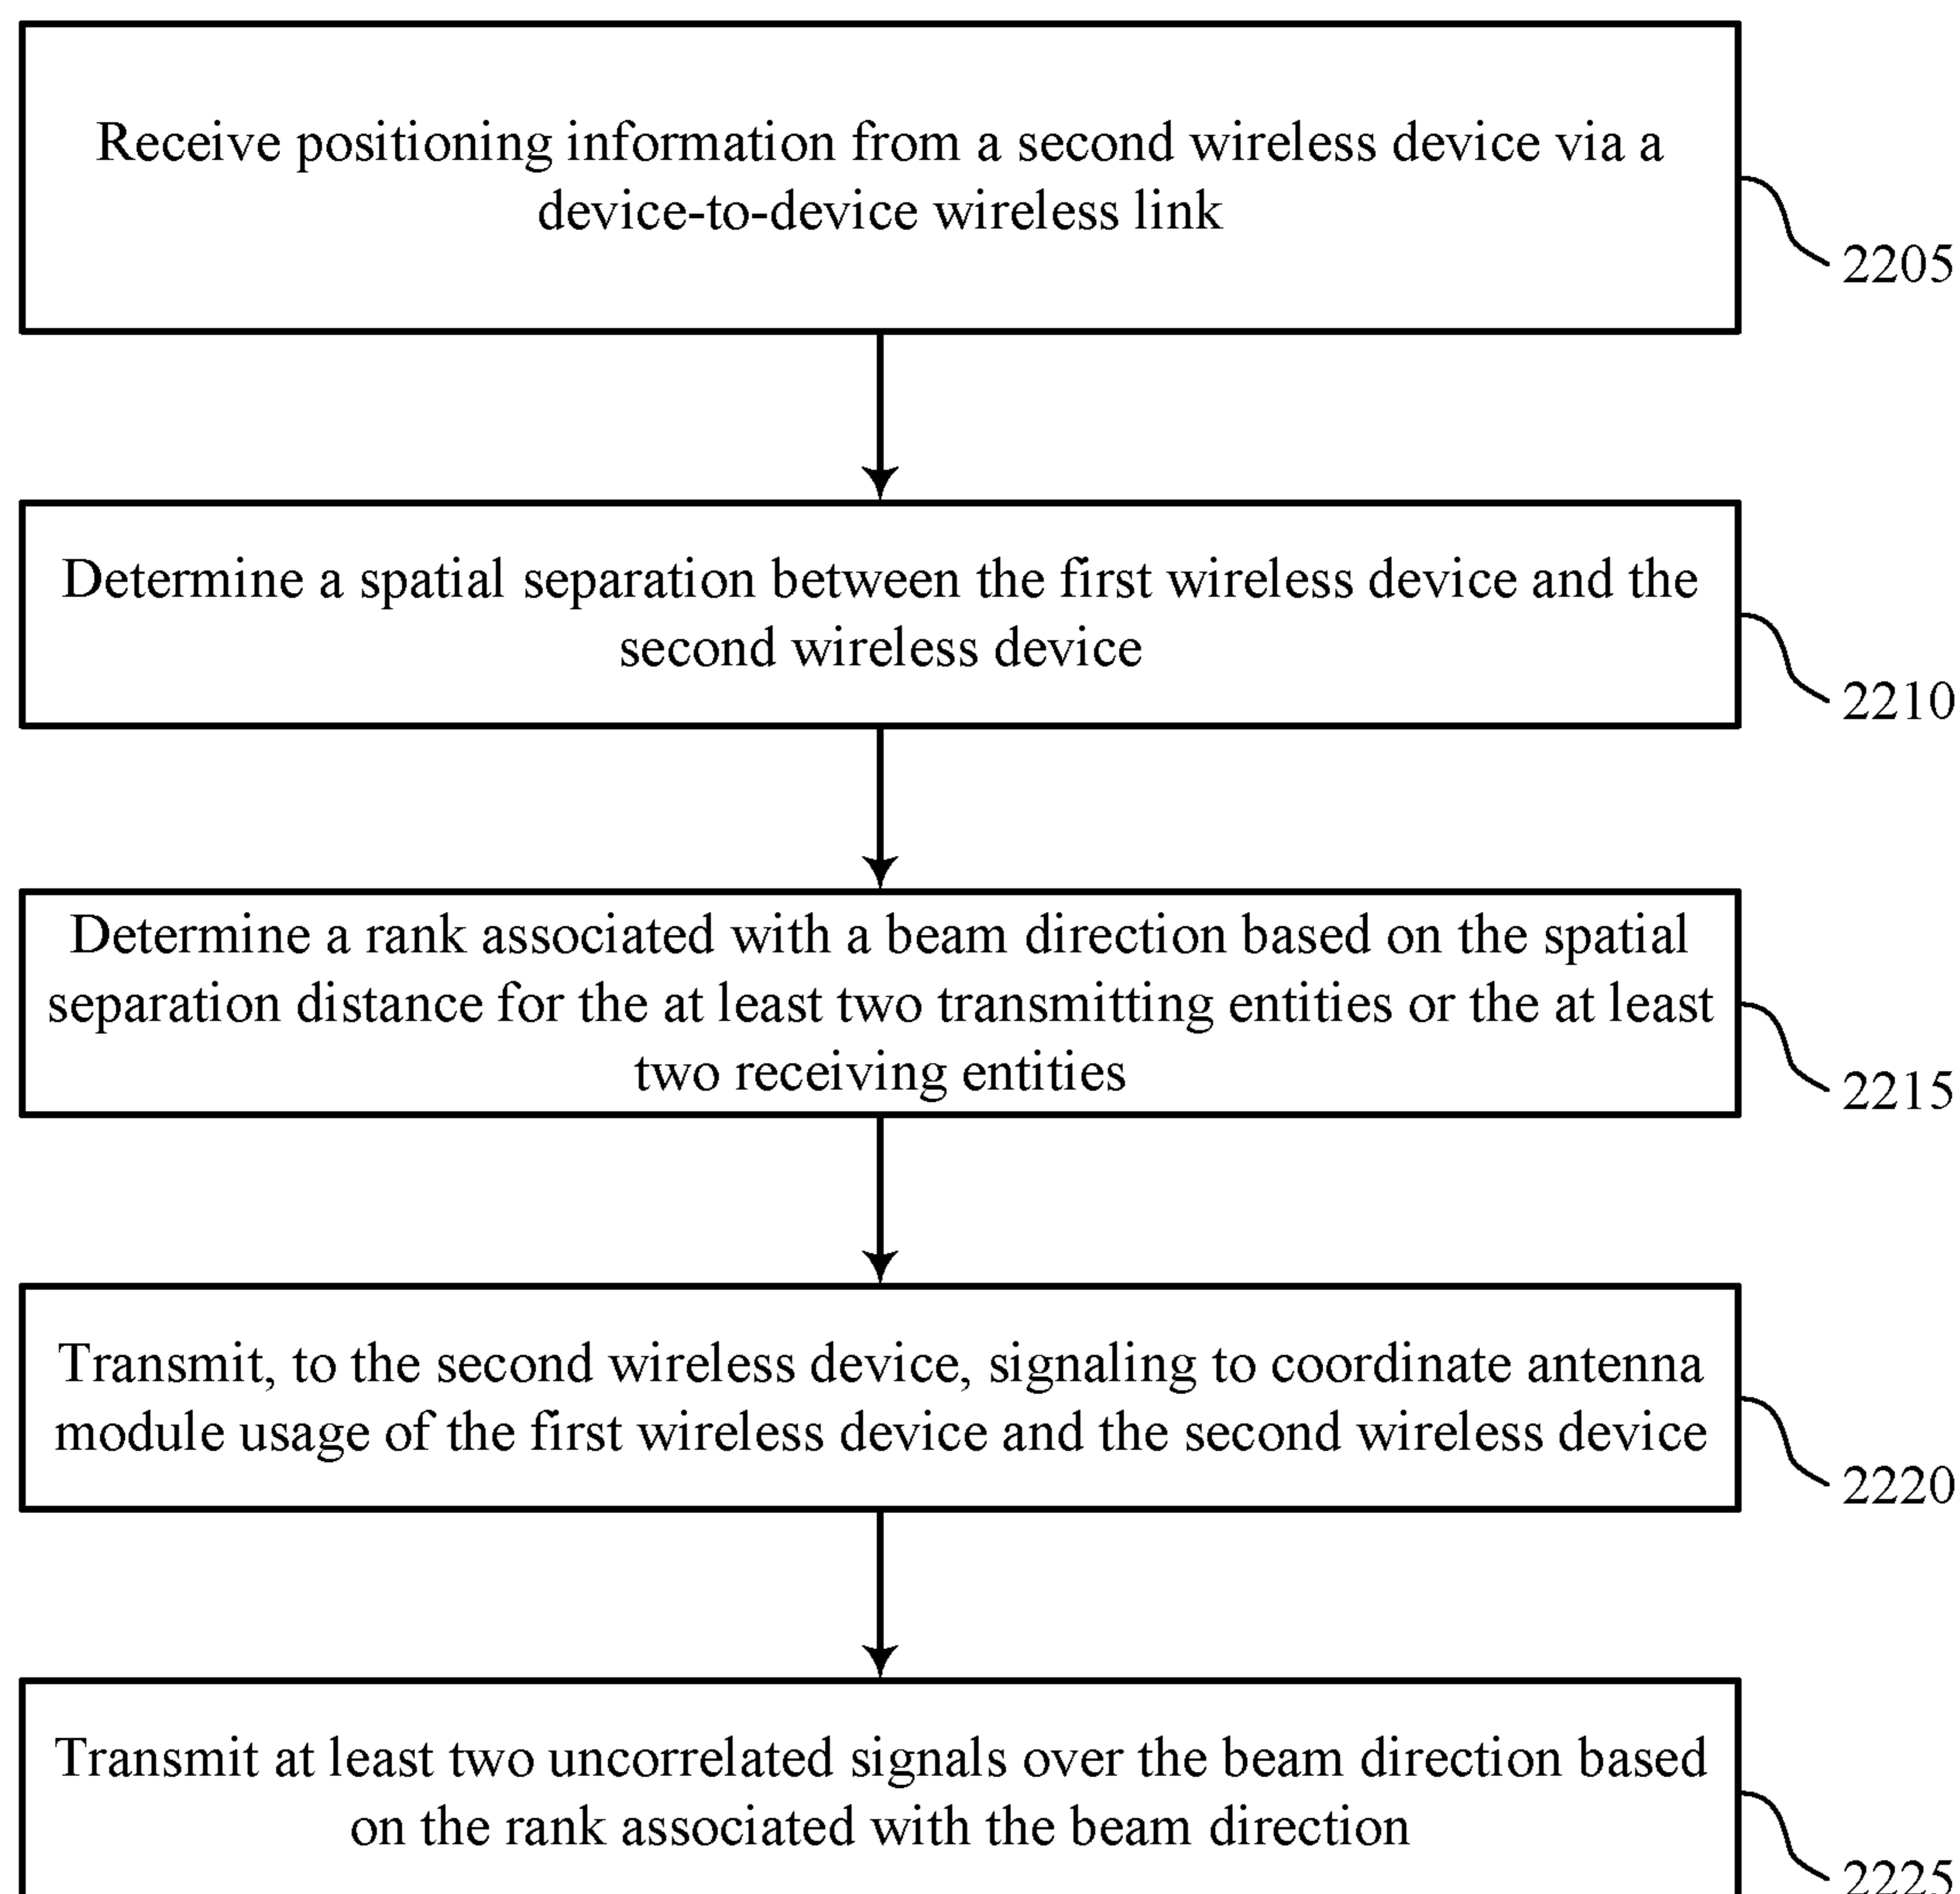 Receive positioning information from a second wireless device via a
device-to-device wireless link
2205
Determine a spatial separation between the first wireless device and the
second wireless device
2210
Determine a rank associated with a beam direction based on the spatial
separation distance for the at least two transmitting entities or the at least
two receiving entities
2215
Transmit, to the second wireless device, signaling to coordinate antenna
module usage of the first wireless device and the second wireless device
2220
Transmit at least two uncorrelated signals over the beam direction based
on the rank associated with the beam direction
2225